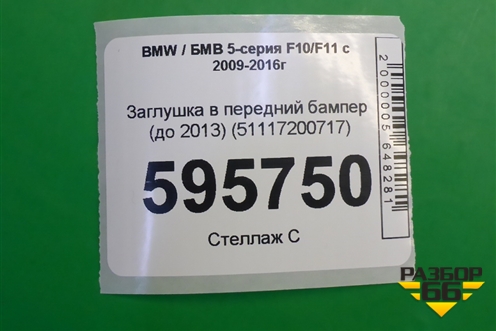 BMW / БМВ 5-серия F10/F11 с
2009-2016г
Заглушка в передний бампер
(до 2013) (51117200717)
595750
Стеллаж С
2000005648281
РАЗБОР
66